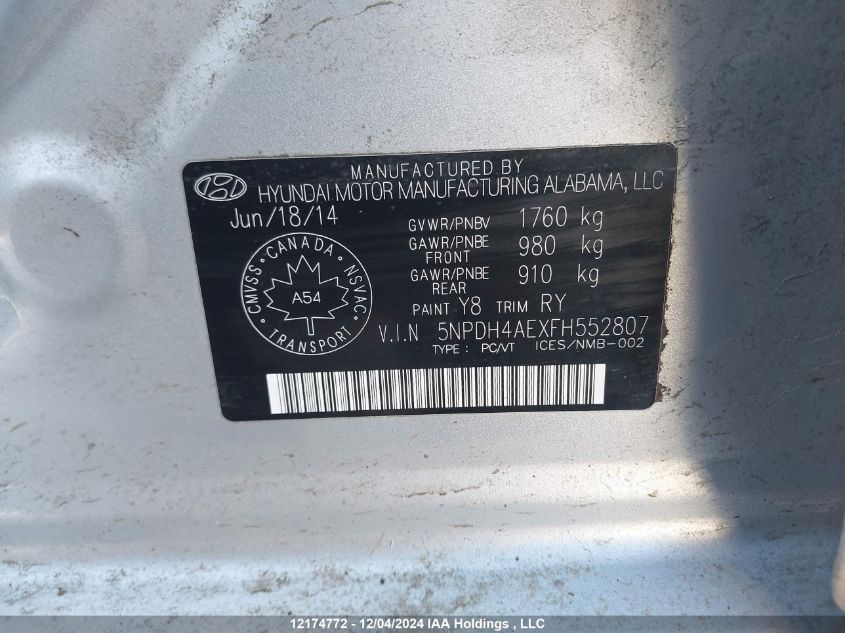 MANUFACTURED BY
HYUNDAI MOTOR MANUFACTURING ALABAMA, LLC
Jun/18/14
GVWR/PNBV 1760 kg
GAWR/PNBE FRONT 980 kg
GAWR/PNBE REAR 910 kg
CANADA
CMVSS NSVAC
A54
TRANSPORT
PAINT Y8 TRIM RY
V.I.N 5NPDH4AEXFH552807
TYPE : PC/VT ICES/NMB-002
12174772 - 12/04/2024 IAA Holdings , LLC